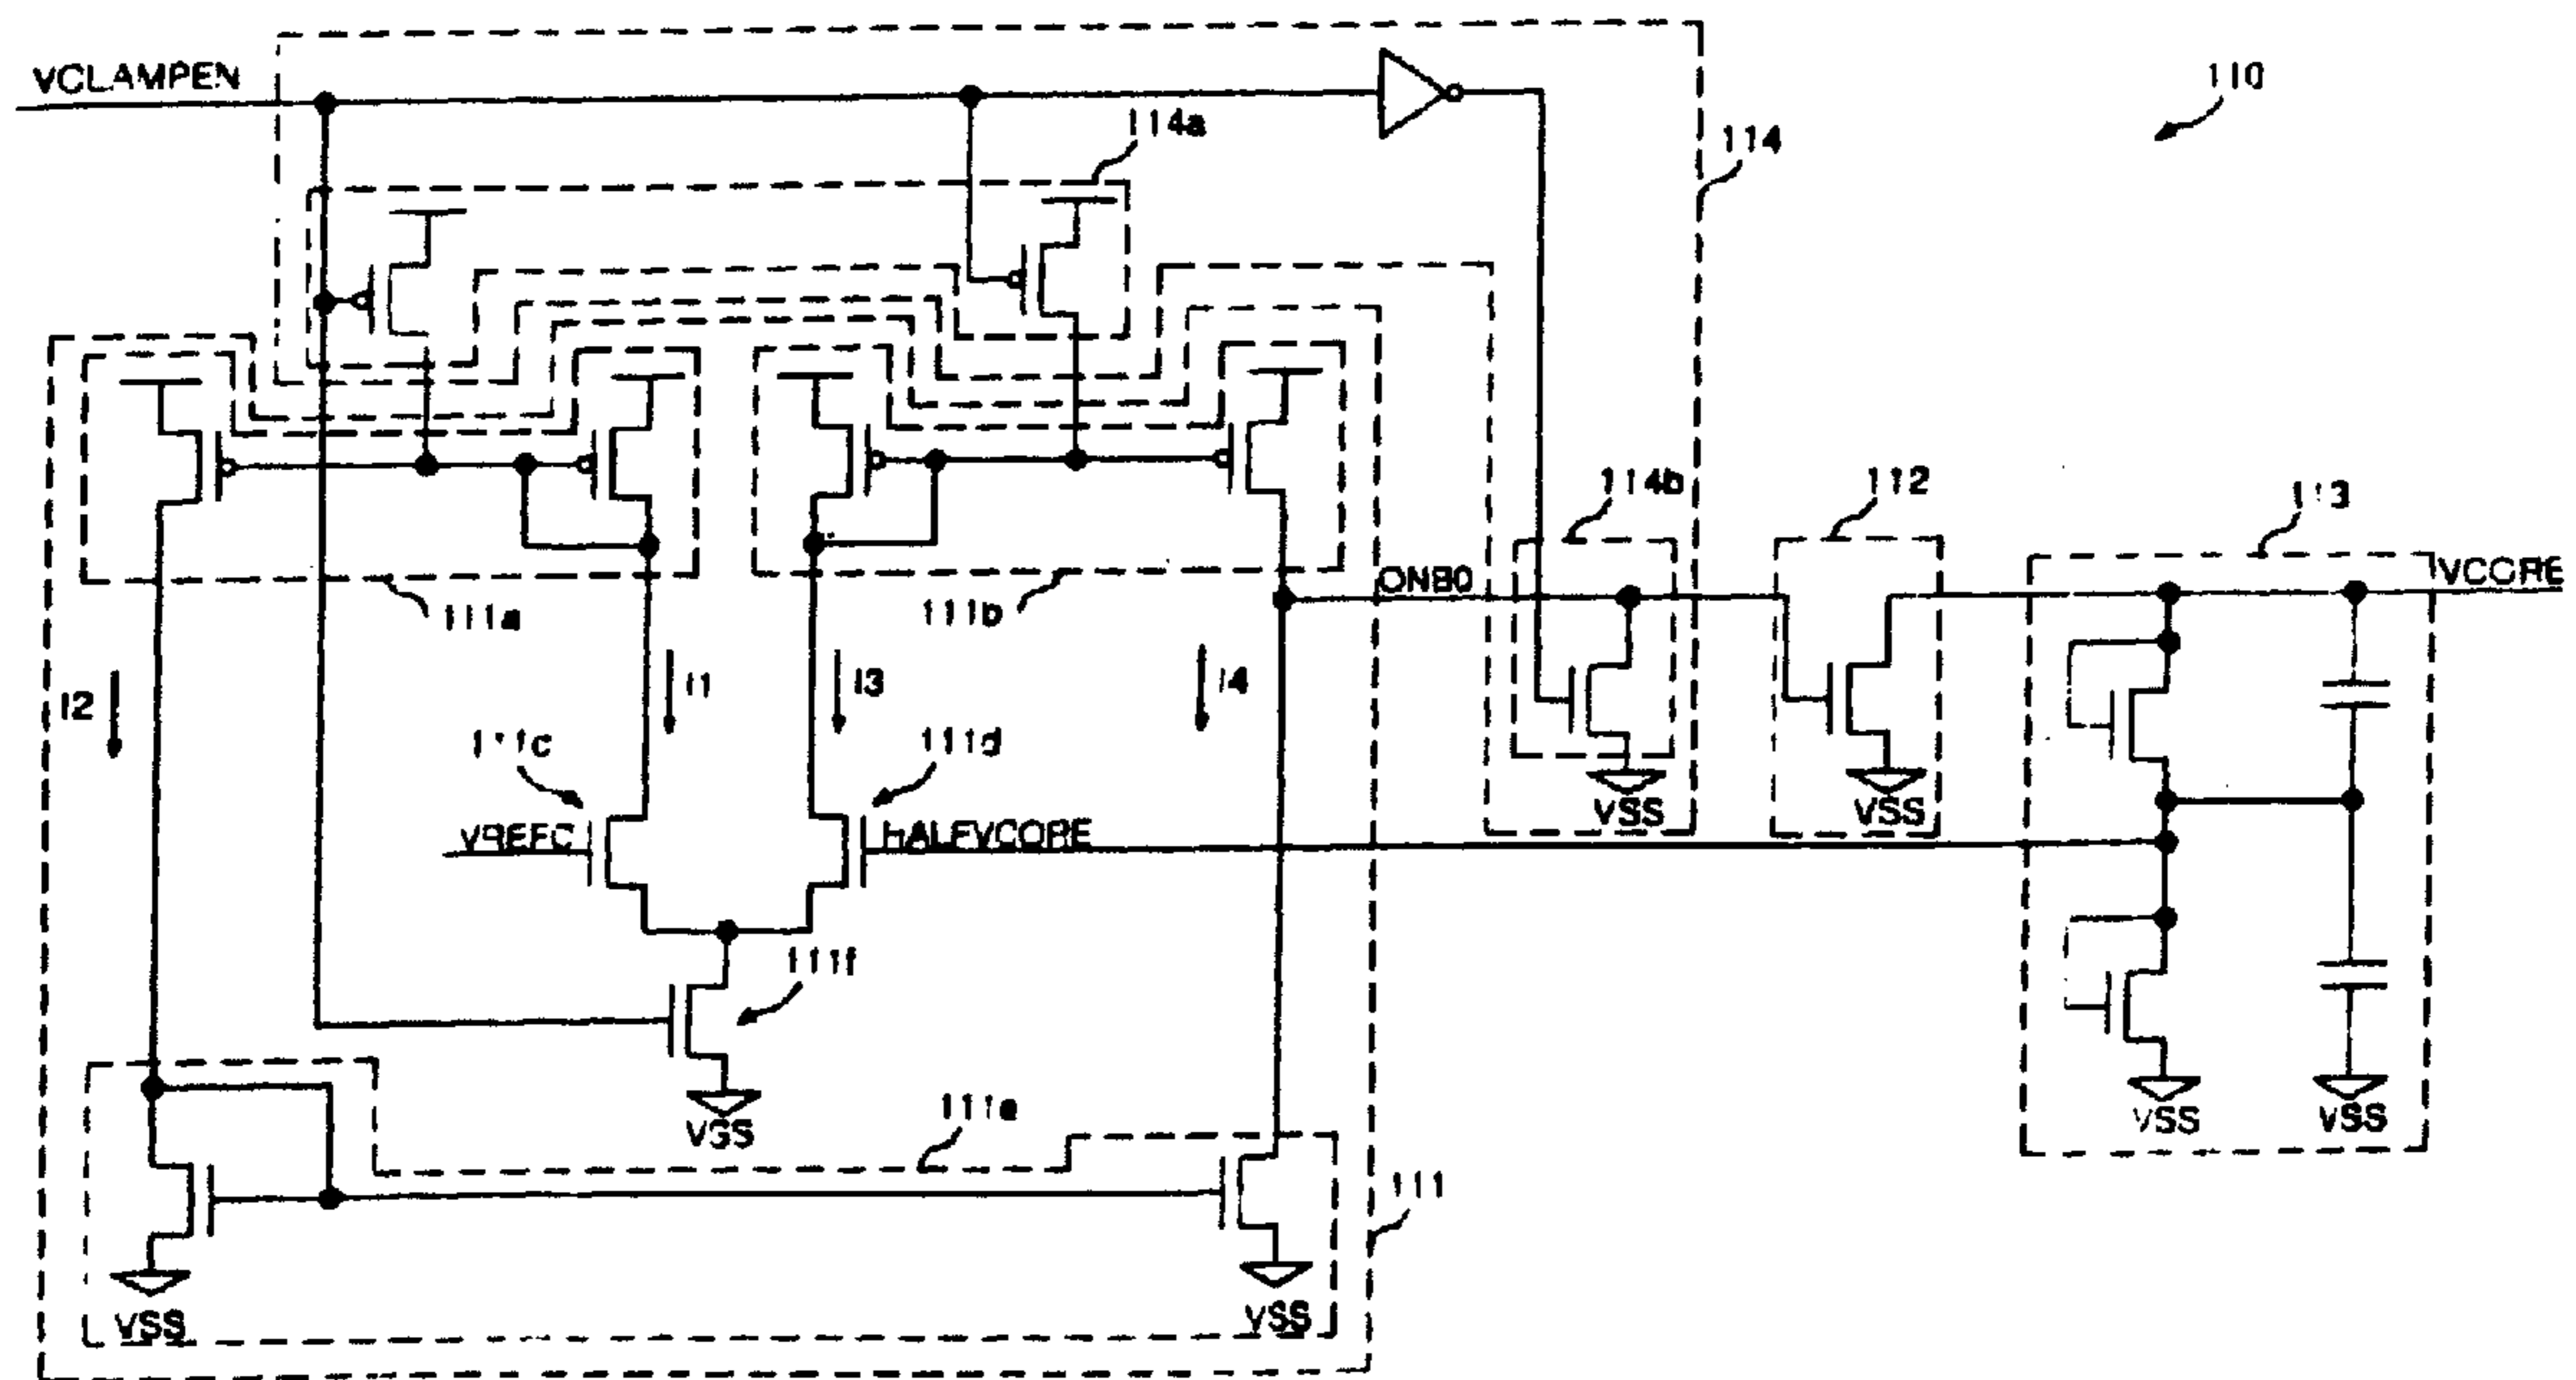 VCLAMPEN
110
114a
114
114b
112
113
ONB0
VCORE
111a
111b
I2
I1
I3
I4
111c
111d
VREFC
HALFVCORE
VSS
VSS
111f
VSS
111e
VSS
VSS
111
VSS
VSS